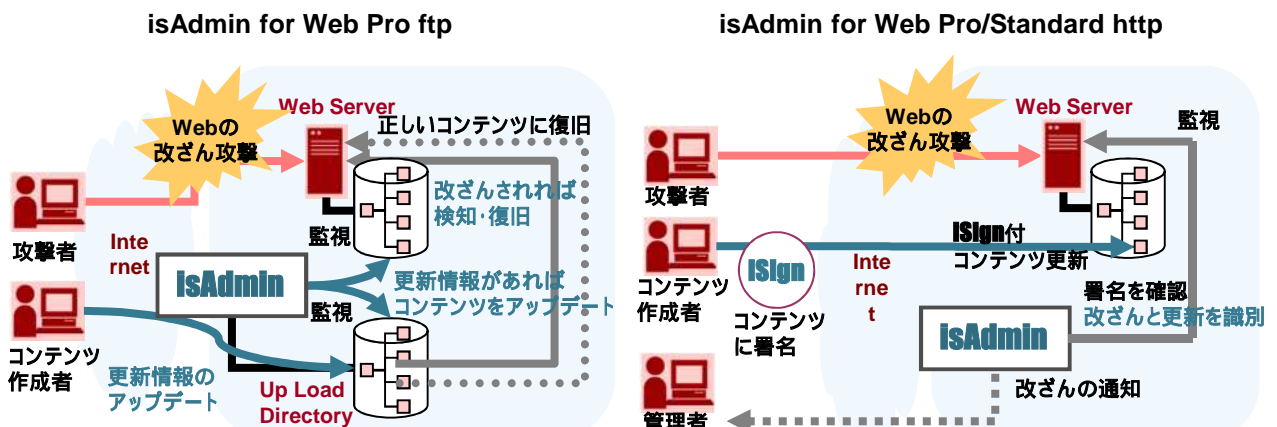 isAdmin for Web Pro ftp
Web Server
Webの
改ざん攻撃
正しいコンテンツに復旧
改ざんされれば
検知・復旧
攻撃者
Inte
rnet
監視
isAdmin
更新情報があれば
コンテンツをアップデート
監視
コンテンツ
作成者
更新情報の
アップデート
Up Load
Directory
isAdmin for Web Pro/Standard http
Web Server
Webの
改ざん攻撃
監視
攻撃者
ISign付
コンテンツ更新
ISign
Inte
rne
t
コンテンツ
作成者
コンテンツ
に署名
署名を確認
改ざんと更新を識別
isAdmin
改ざんの通知
管理者